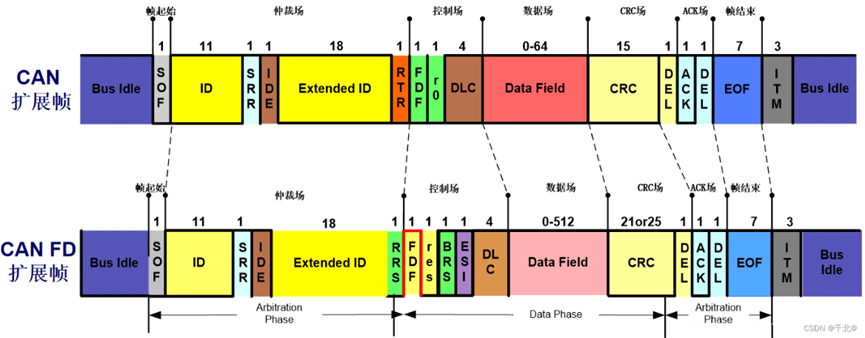 帧起始 仲裁场 控制场 数据场 CRC场 ACK场 帧结束
1 11 1 1 18 1 1 1 4 0-64 15 1 1 1 7 3
CAN
扩展帧
Bus Idle SOF ID SRR IDE Extended ID RTR FDF r0 DLC Data Field CRC DEL ACK DEL EOF ITM Bus Idle
帧起始 仲裁场 控制场 数据场 CRC场 ACK场 帧结束
1 11 1 18 1 1 1 1 1 4 0-512 21or25 1 1 1 7 3
CAN FD
扩展帧
Bus Idle SOF ID SRR IDE Extended ID RRS FDF res BRS ESI DLC Data Field CRC DEL ACK DEL EOF ITM Bus Idle
Arbitration Phase Data Phase Arbitration Phase
CSDN @千北@